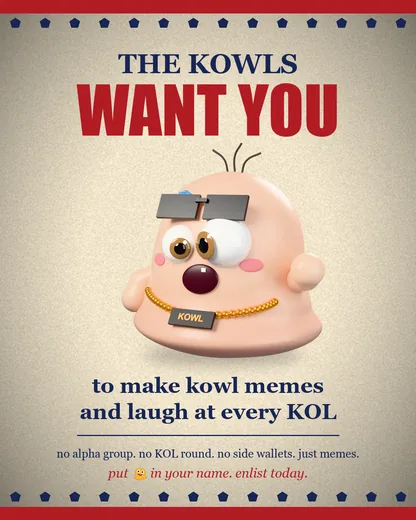 THE KOWLS
WANT YOU
KOWL
to make kowl memes
and laugh at every KOL
no alpha group. no KOL round. no side wallets. just memes.
put 🤗 in your name. enlist today.